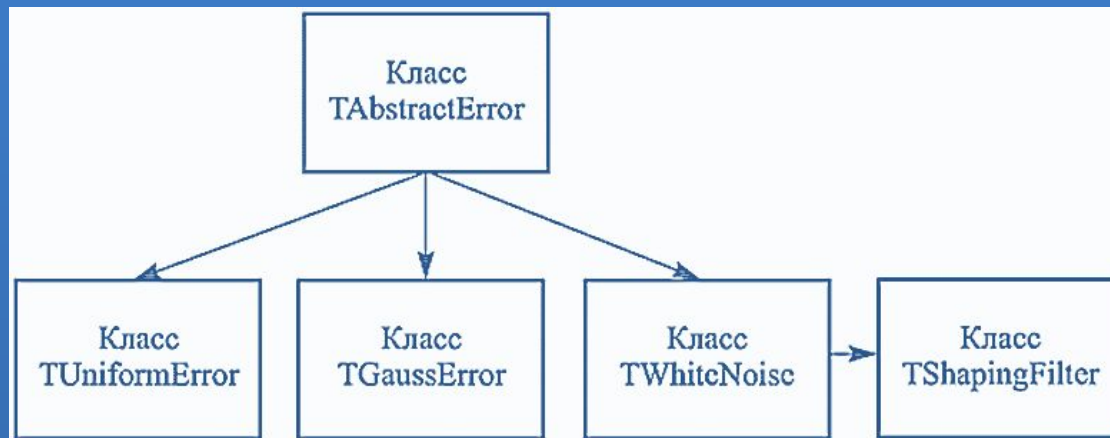 Класс
TAbstractError
Класс
TUniformError
Класс
TGaussError
Класс
TWhiteNoise
Класс
TShapingFilter